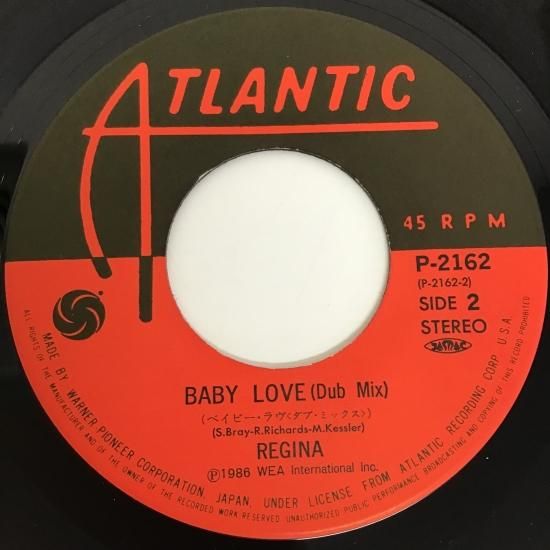 ATLANTIC
45 RPM
P-2162
(P-2162-2)
SIDE 2
STEREO
JASRAC
BABY LOVE (Dub Mix)
(ベイビー・ラヴ〈ダブ・ミックス〉)
(S.Bray-R.Richards-M.Kessler)
REGINA
Ⓟ1986 WEA International Inc.
MADE BY WARNER PIONEER CORPORATION, JAPAN, UNDER LICENSE FROM ATLANTIC RECORDING CORP. U.S.A.
ALL RIGHTS OF THE MANUFACTURER AND OF THE OWNER OF THE RECORDED WORK RESERVED. UNAUTHORIZED PUBLIC PERFORMANCE BROADCASTING AND COPYING OF THIS RECORD PROHIBITED